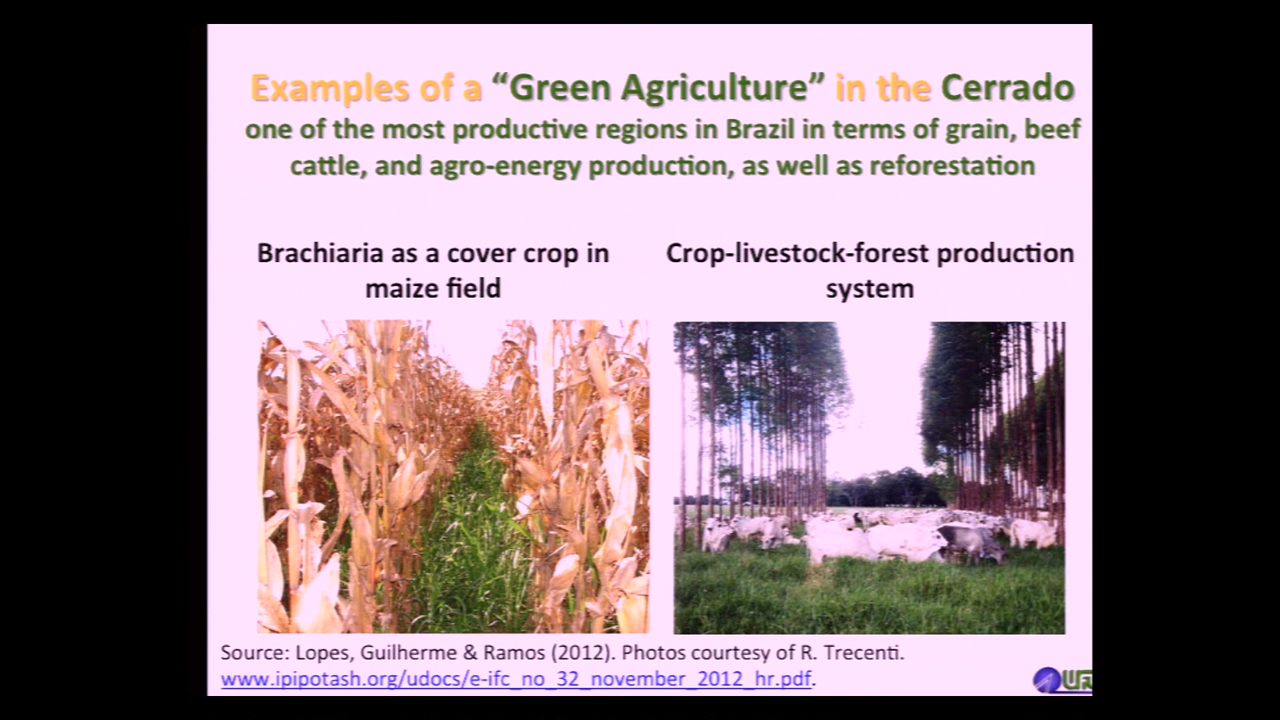 Examples of a “Green Agriculture” in the Cerrado
one of the most productive regions in Brazil in terms of grain, beef
cattle, and agro-energy production, as well as reforestation
Brachiaria as a cover crop in
maize field
Crop-livestock-forest production
system
Source: Lopes, Guilherme & Ramos (2012). Photos courtesy of R. Trecenti.
www.ipipotash.org/udocs/e-ifc_no_32_november_2012_hr.pdf.